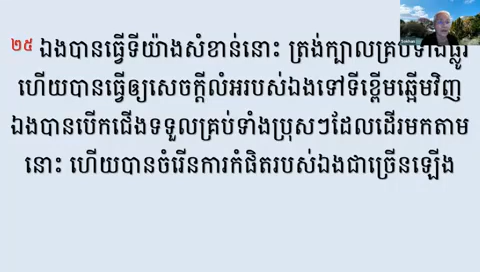 ២៥ ឯងបានធ្វើទីយ៉ាងសំខាន់នោះ ត្រង់ក្បាលគ្រប់ទាំងផ្លូវ
ហើយបានធ្វើឲ្យសេចក្ដីលំអរបស់ឯងទៅទីខ្ពើមឆ្អើមវិញ
ឯងបានបើកជើងទទួលគ្រប់ទាំងប្រុសៗដែលដើរមកតាម
នោះ ហើយបានចំរើនការកំផិតរបស់ឯងជាច្រើនឡើង